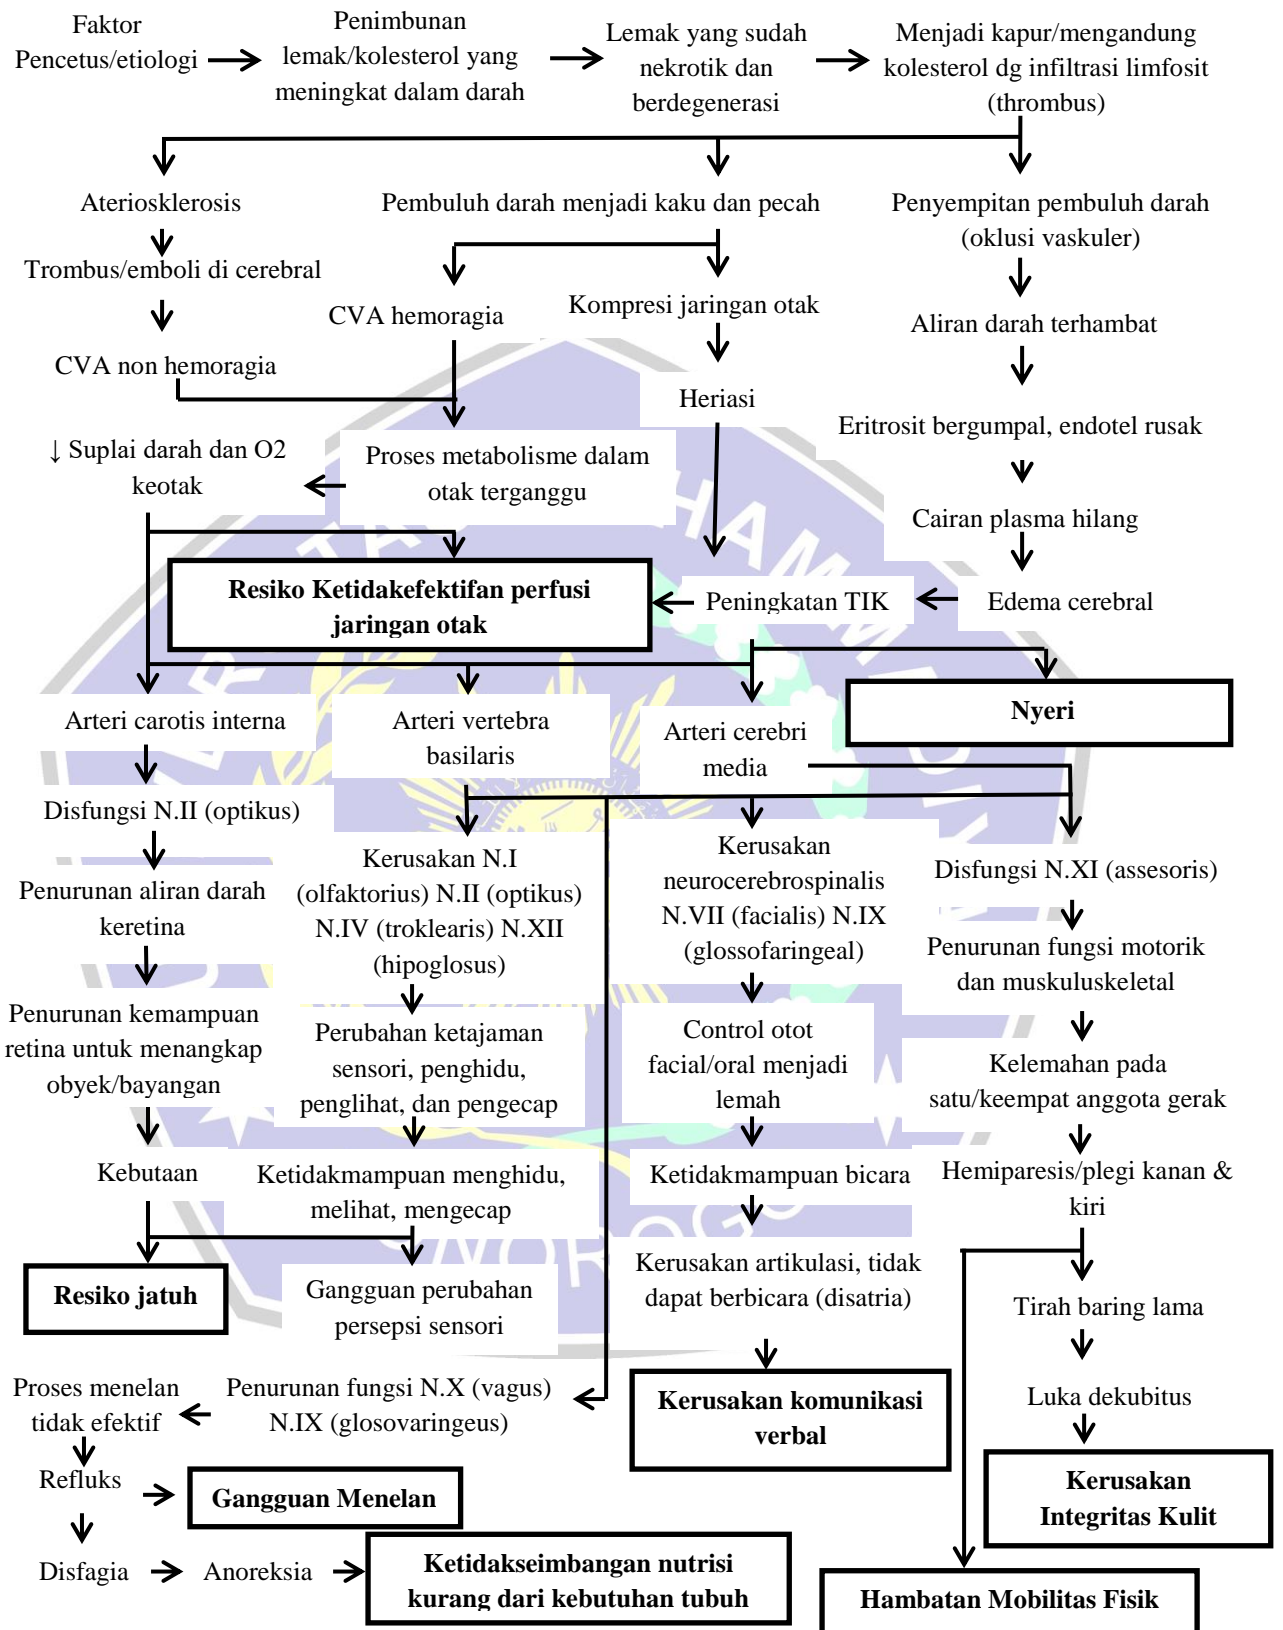 Faktor
Pencetus/etiologi
Penimbunan
lemak/kolesterol yang
meningkat dalam darah
Lemak yang sudah
nekrotik dan
berdegenerasi
Menjadi kapur/mengandung
kolesterol dg infiltrasi limfosit
(thrombus)
Ateriosklerosis
Pembuluh darah menjadi kaku dan pecah
Penyempitan pembuluh darah
(oklusi vaskuler)
Trombus/emboli di cerebral
CVA hemoragia
Kompresi jaringan otak
Aliran darah terhambat
CVA non hemoragia
Heriasi
Eritrosit bergumpal, endotel rusak
↓ Suplai darah dan O2
keotak
Proses metabolisme dalam
otak terganggu
Cairan plasma hilang
Resiko Ketidakefektifan perfusi
jaringan otak
Peningkatan TIK
Edema cerebral
Arteri carotis interna
Arteri vertebra
basilaris
Arteri cerebri
media
Nyeri
Disfungsi N.II (optikus)
Kerusakan N.I
(olfaktorius) N.II (optikus)
N.IV (troklearis) N.XII
(hipoglosus)
Kerusakan
neurocerebrospinalis
N.VII (facialis) N.IX
(glossofaringeal)
Disfungsi N.XI (assesoris)
Penurunan aliran darah
keretina
Penurunan fungsi motorik
dan muskuluskeletal
Penurunan kemampuan
retina untuk menangkap
obyek/bayangan
Perubahan ketajaman
sensori, penghidu,
penglihat, dan pengecap
Control otot
facial/oral menjadi
lemah
Kelemahan pada
satu/keempat anggota gerak
Kebutaan
Ketidakmampuan menghidu,
melihat, mengecap
Ketidakmampuan bicara
Hemiparesis/plegi kanan &
kiri
Resiko jatuh
Gangguan perubahan
persepsi sensori
Kerusakan artikulasi, tidak
dapat berbicara (disatria)
Tirah baring lama
Proses menelan
tidak efektif
Penurunan fungsi N.X (vagus)
N.IX (glosovaringeus)
Kerusakan komunikasi
verbal
Luka dekubitus
Refluks
Gangguan Menelan
Kerusakan
Integritas Kulit
Disfagia
Anoreksia
Ketidakseimbangan nutrisi
kurang dari kebutuhan tubuh
Hambatan Mobilitas Fisik